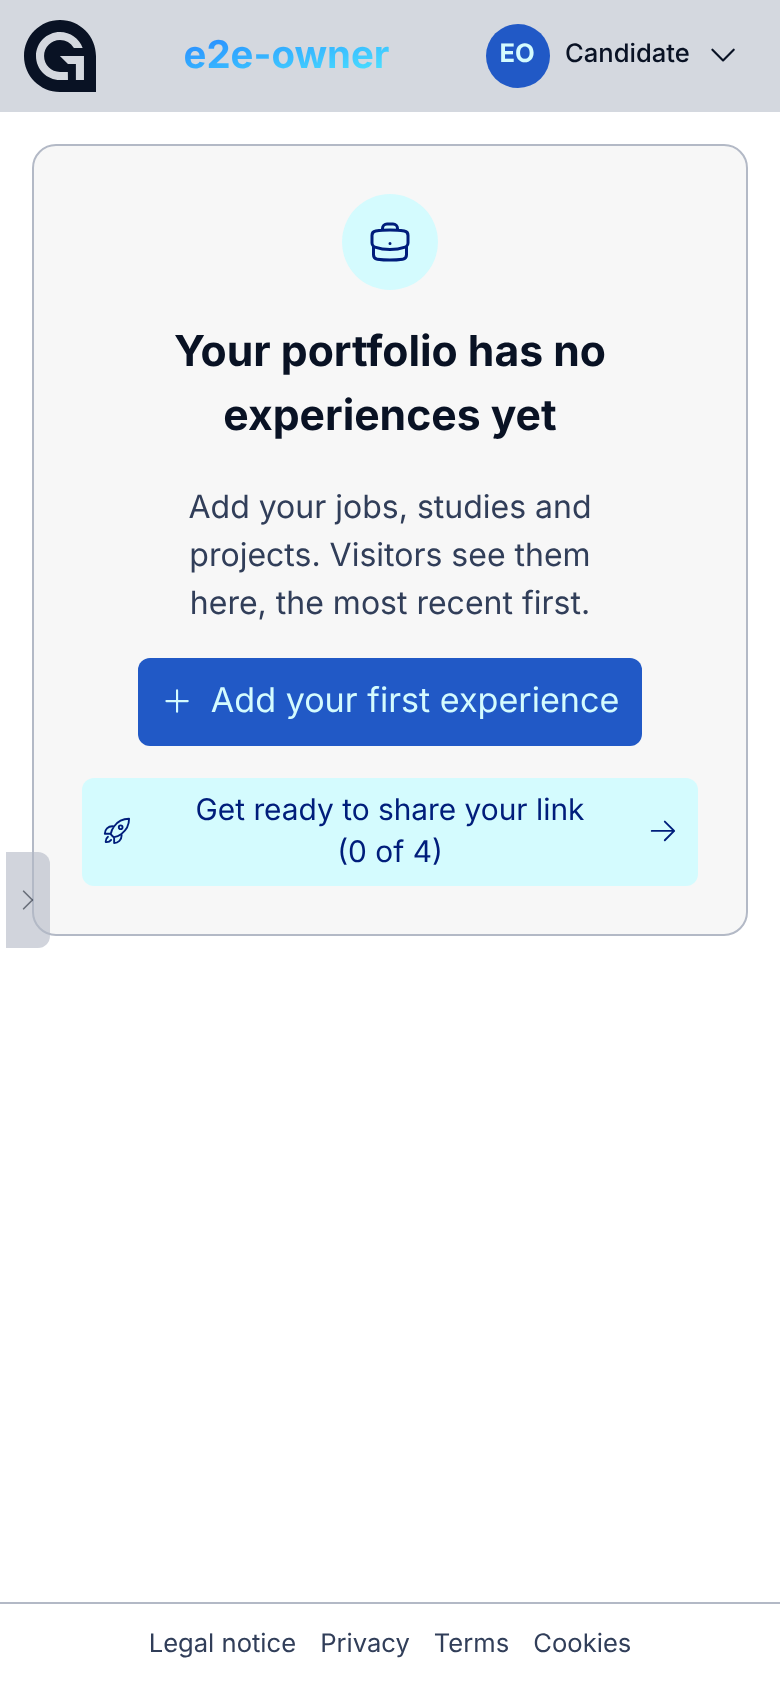 e2e-owner
EO
Candidate
Your portfolio has no
experiences yet
Add your jobs, studies and
projects. Visitors see them
here, the most recent first.
Add your first experience
Get ready to share your link
(0 of 4)
Legal notice
Privacy
Terms
Cookies